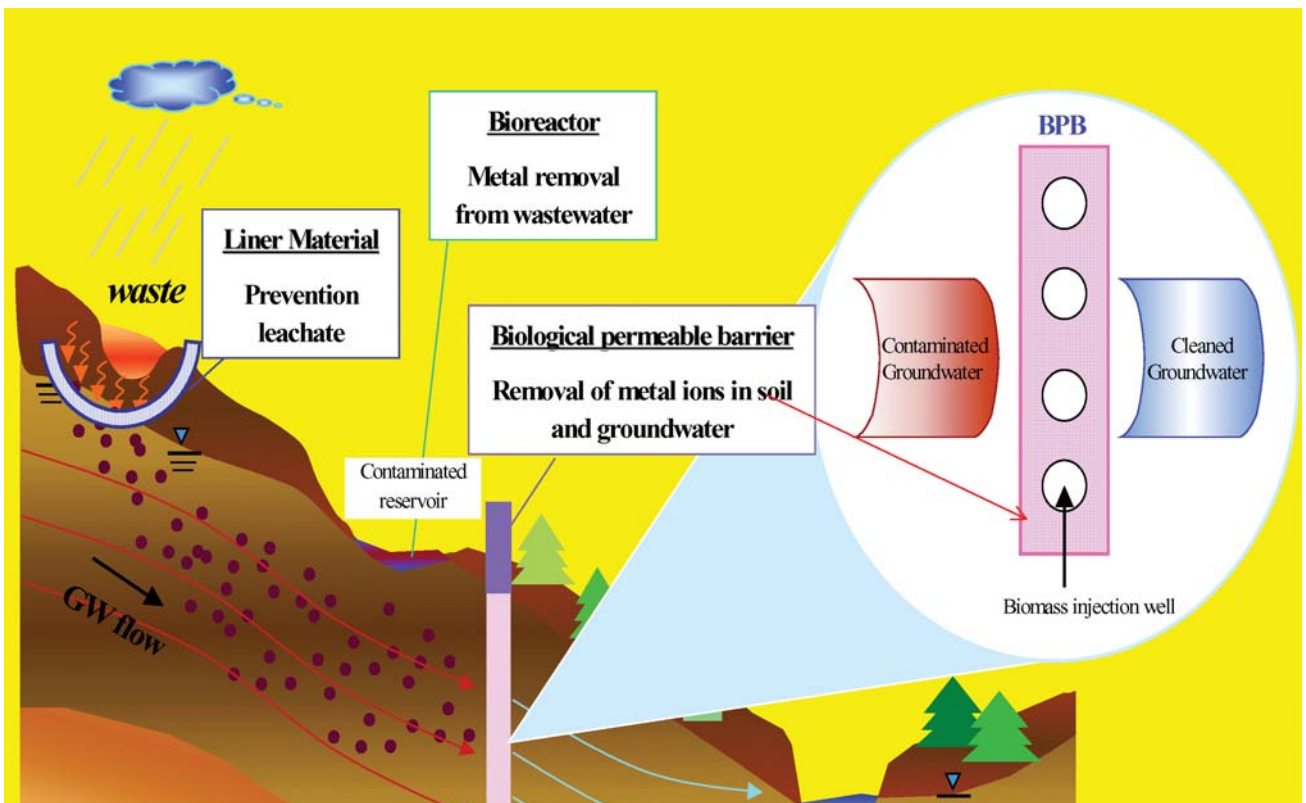 waste
Liner Material
Prevention
leachate
Bioreactor
Metal removal
from wastewater
Biological permeable barrier
Removal of metal ions in soil
and groundwater
Contaminated
reservoir
GW flow
BPB
Contaminated
Groundwater
Cleaned
Groundwater
Biomass injection well